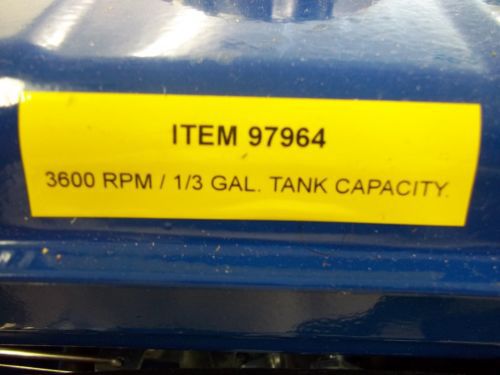 ITEM 97964
3600 RPM / 1/3 GAL. TANK CAPACITY.